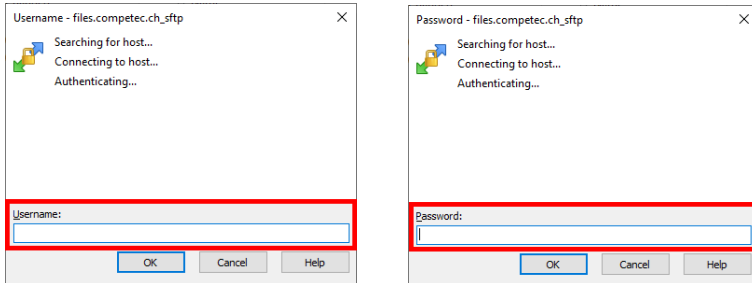 Username - files.competec.ch_sftp
Searching for host...
Connecting to host...
Authenticating...
Username:
OK Cancel Help
Password - files.competec.ch_sftp
Searching for host...
Connecting to host...
Authenticating...
Password:
OK Cancel Help